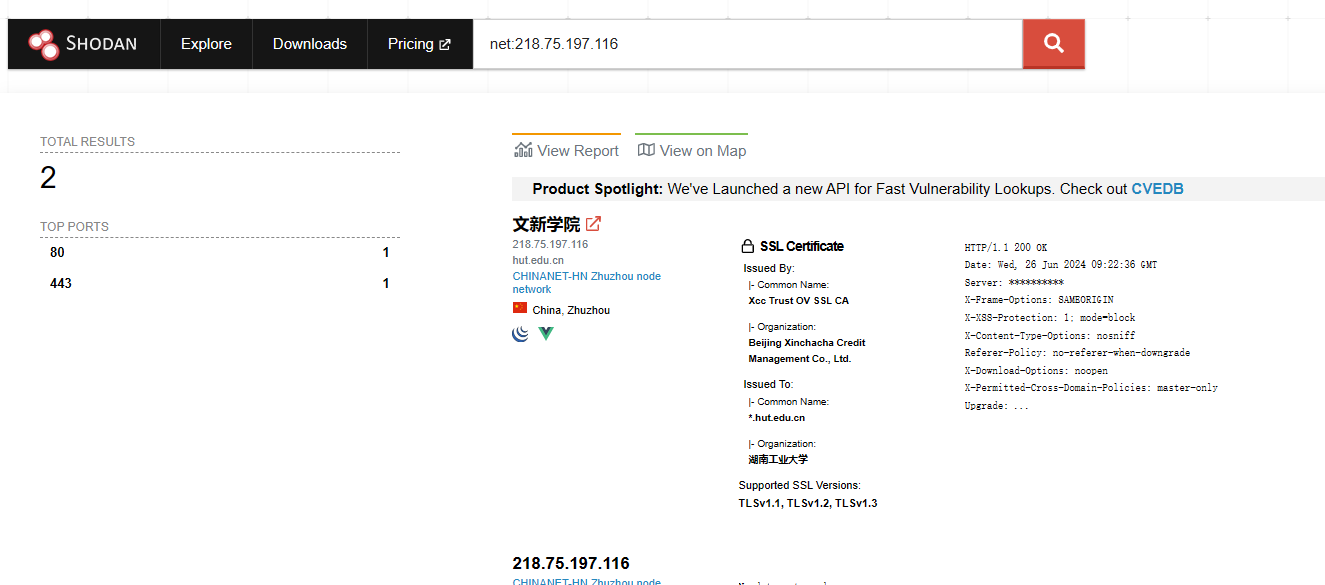 SHODAN
Explore
Downloads
Pricing
net:218.75.197.116
TOTAL RESULTS
2
TOP PORTS
80 1
443 1
View Report
View on Map
Product Spotlight: We've Launched a new API for Fast Vulnerability Lookups. Check out CVEDB
文新学院
218.75.197.116
hut.edu.cn
CHINANET-HN Zhuzhou node
network
China, Zhuzhou
SSL Certificate
Issued By:
|- Common Name:
Xcc Trust OV SSL CA
|- Organization:
Beijing Xinchacha Credit
Management Co., Ltd.
Issued To:
|- Common Name:
*.hut.edu.cn
|- Organization:
湖南工业大学
Supported SSL Versions:
TLSv1.1, TLSv1.2, TLSv1.3
HTTP/1.1 200 OK
Date: Wed, 26 Jun 2024 09:22:36 GMT
Server: **********
X-Frame-Options: SAMEORIGIN
X-XSS-Protection: 1; mode=block
X-Content-Type-Options: nosniff
Referer-Policy: no-referer-when-downgrade
X-Download-Options: noopen
X-Permitted-Cross-Domain-Policies: master-only
Upgrade: ...
218.75.197.116
CHINANET-HN Zhuzhou node